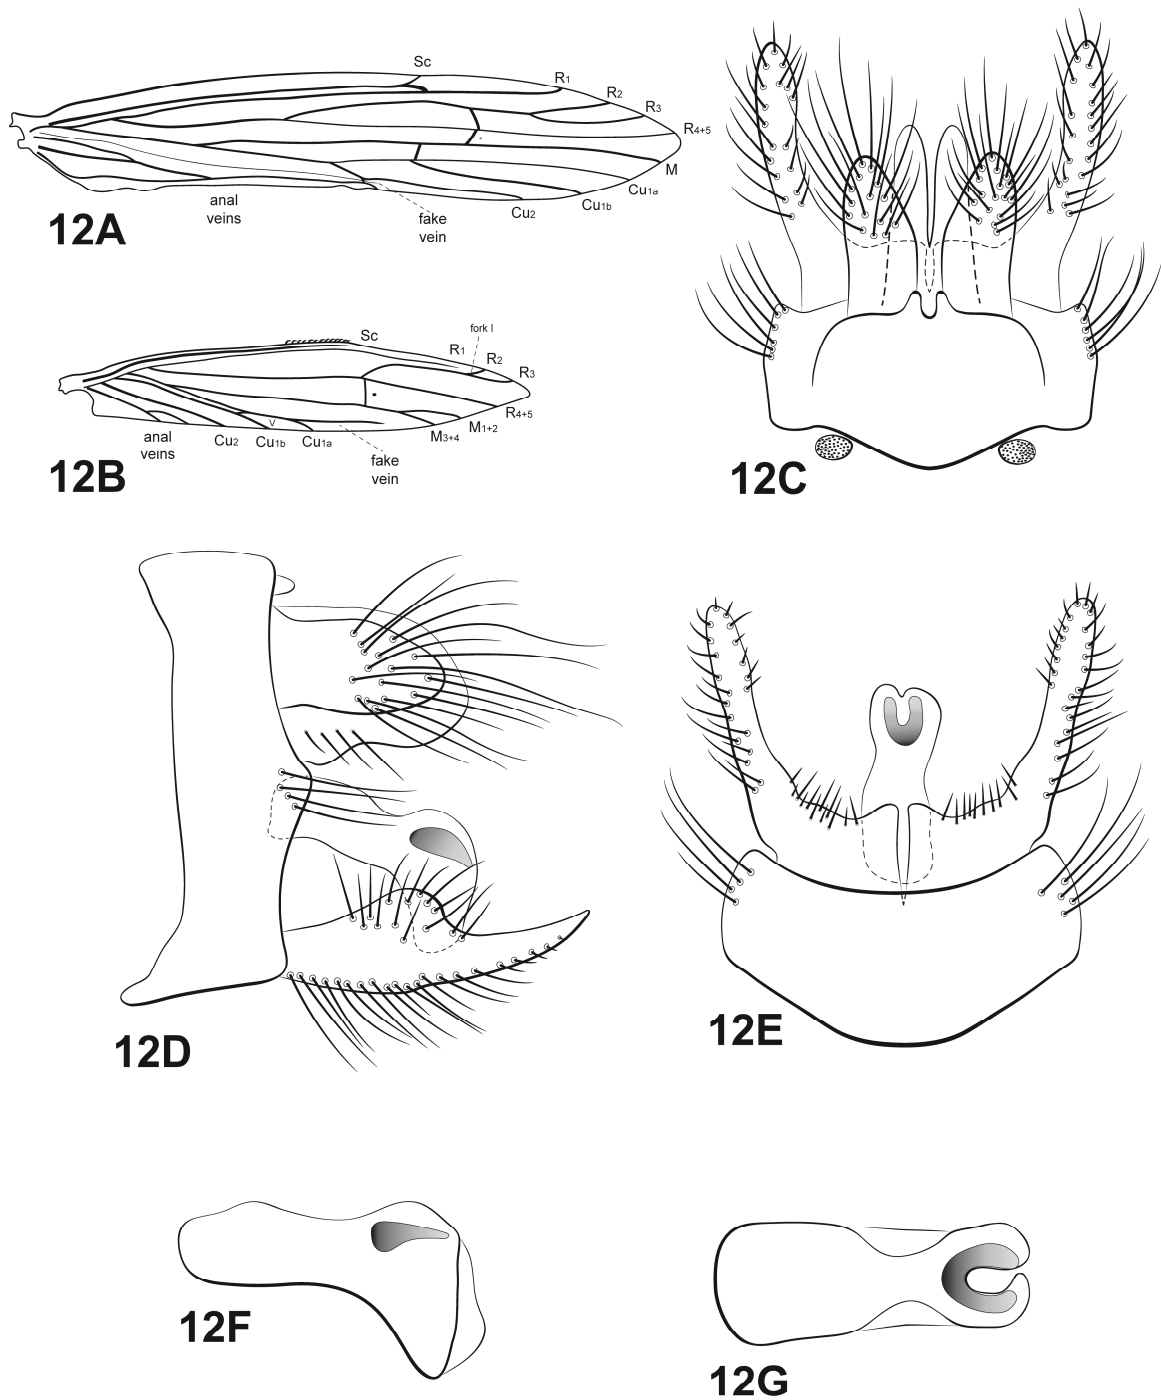 Sc
R1
R2
R3
R4+5
M
Cu1a
Cu1b
Cu2
anal
veins
fake
vein
12A
Sc
fork I
R1
R2
R3
R4+5
M1+2
M3+4
Cu1a
V
Cu1b
Cu2
anal
veins
fake
vein
12B
12C
12D
12E
12F
12G